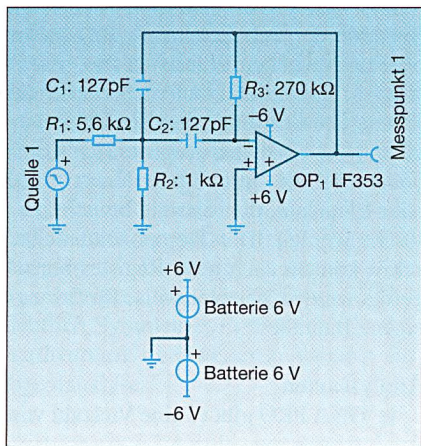 C₁: 127pF
R₃: 270 kΩ
−6 V
R₁: 5,6 kΩ
C₂: 127pF
Messpunkt 1
+
−
+
+
OP₁ LF353
Quelle 1
R₂: 1 kΩ
+6 V
+6 V
+
Batterie 6 V
+
Batterie 6 V
−6 V